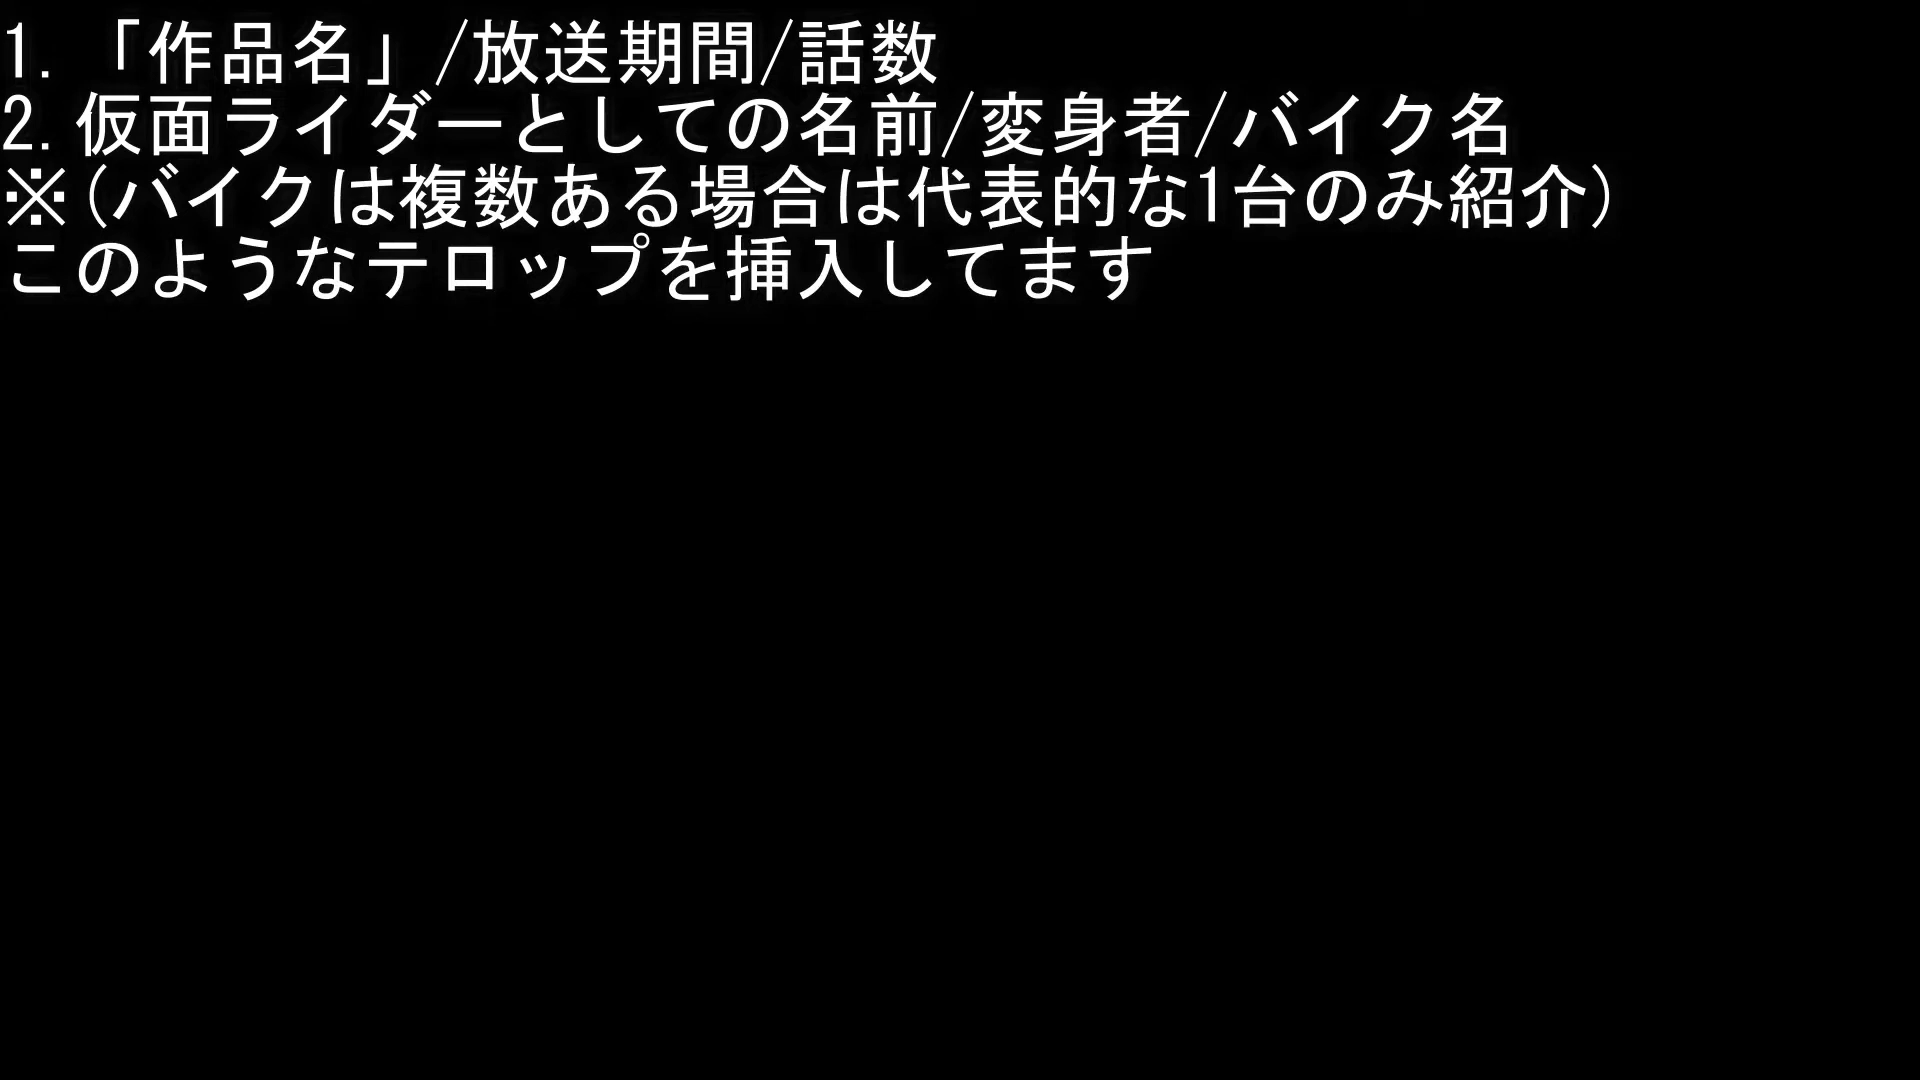 1.「作品名」/放送期間/話数
2.仮面ライダーとしての名前/変身者/バイク名
※(バイクは複数ある場合は代表的な1台のみ紹介)
このようなテロップを挿入してます